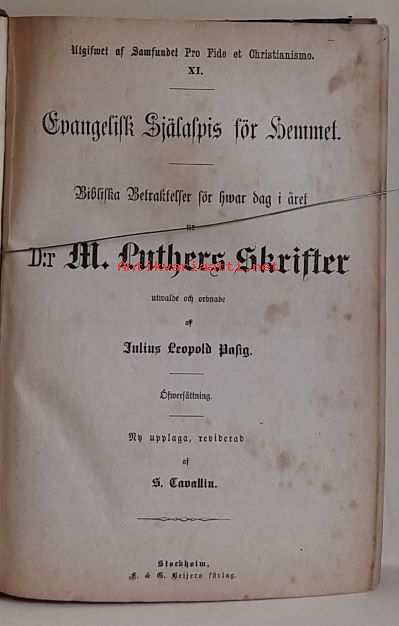 Utgifwet af Samfundet Pro Fide et Christianismo.
XI.
Evangelisk Själaspis för Hemmet.
Bibliska Betraktelser för hwar dag i året
ur
D:r M. Luthers Skrifter
utwalde och ordnade
af
Julius Leopold Pasig.
Öfwersättning.
Ny upplaga, reviderad
af
S. Cavallin.
Stockholm,
F. & G. Beijers förlag.